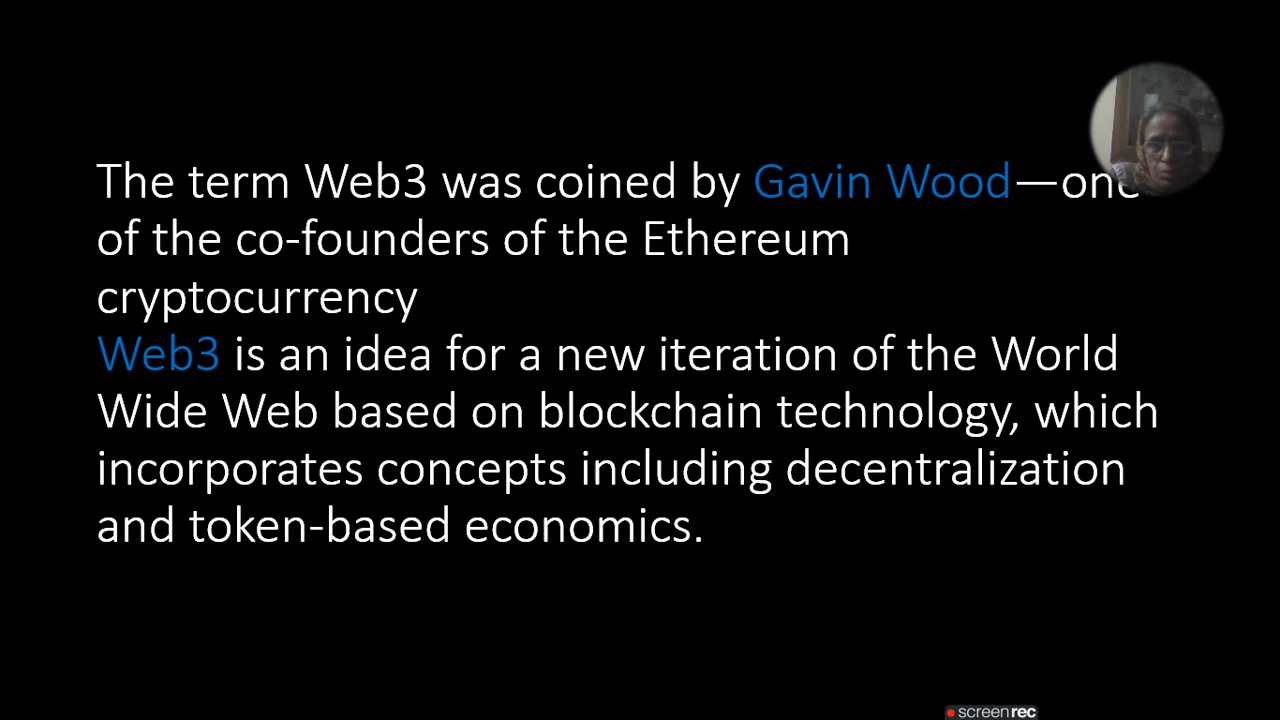 The term Web3 was coined by Gavin Wood—one
of the co-founders of the Ethereum
cryptocurrency
Web3 is an idea for a new iteration of the World
Wide Web based on blockchain technology, which
incorporates concepts including decentralization
and token-based economics.
screenrec